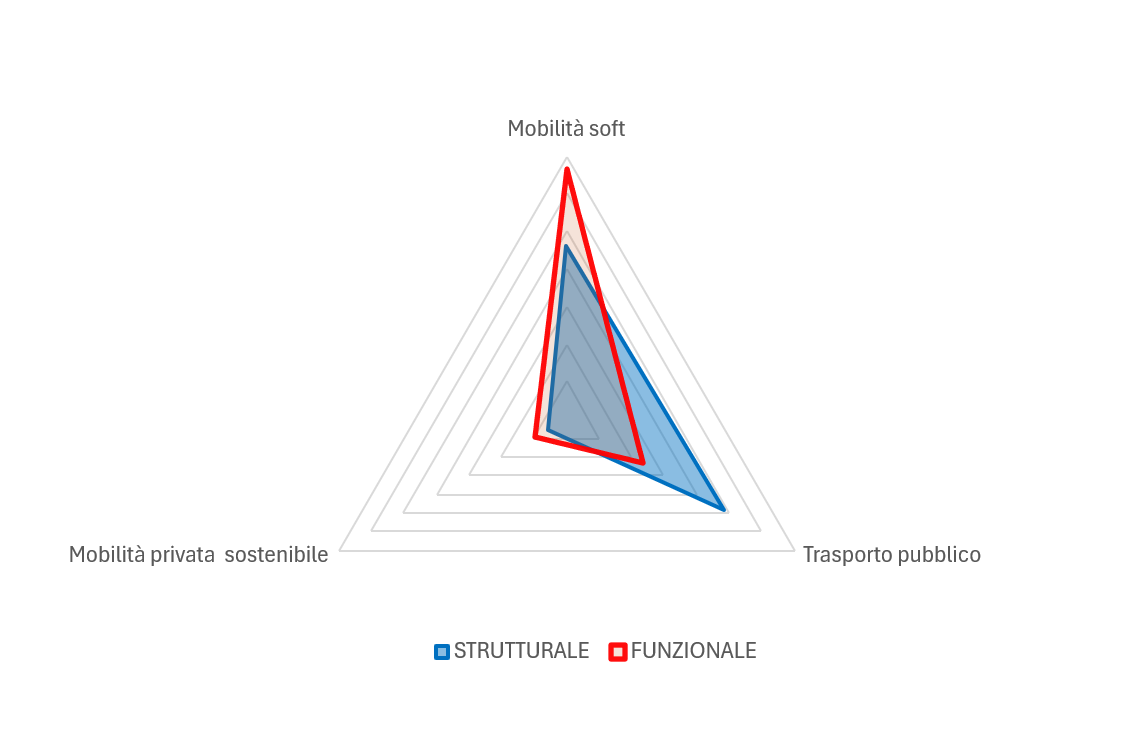 Mobilità soft
Mobilità privata  sostenibile
Trasporto pubblico
STRUTTURALE
FUNZIONALE